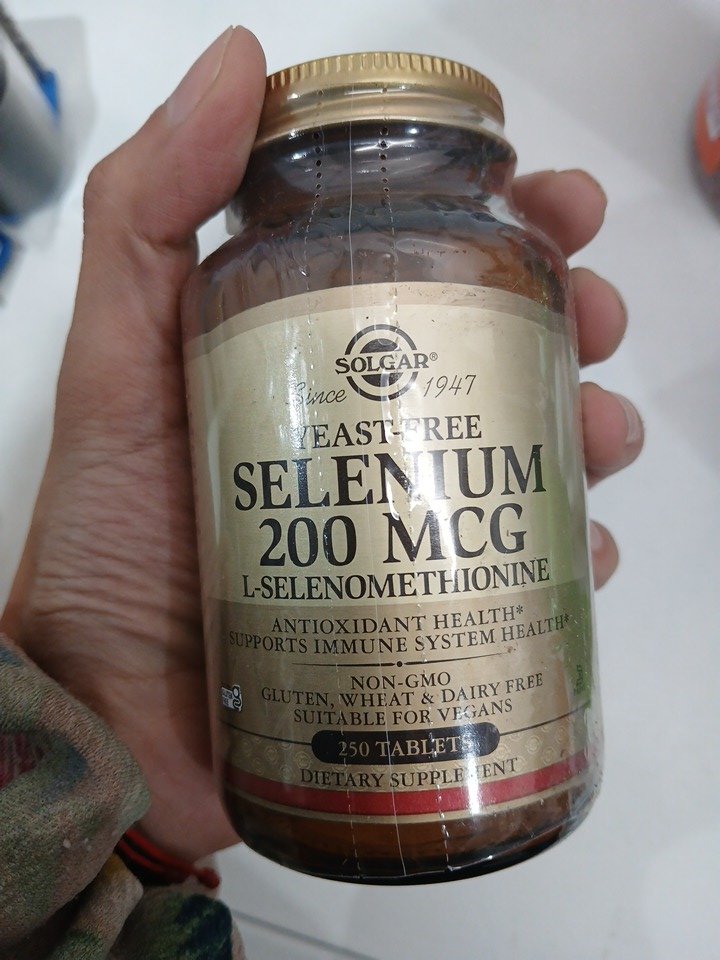 SOLGAR®
Since 1947
YEAST-FREE
SELENIUM
200 MCG
L-SELENOMETHIONINE
ANTIOXIDANT HEALTH*
SUPPORTS IMMUNE SYSTEM HEALTH*
NON-GMO
GLUTEN, WHEAT & DAIRY FREE
SUITABLE FOR VEGANS
250 TABLETS
DIETARY SUPPLEMENT